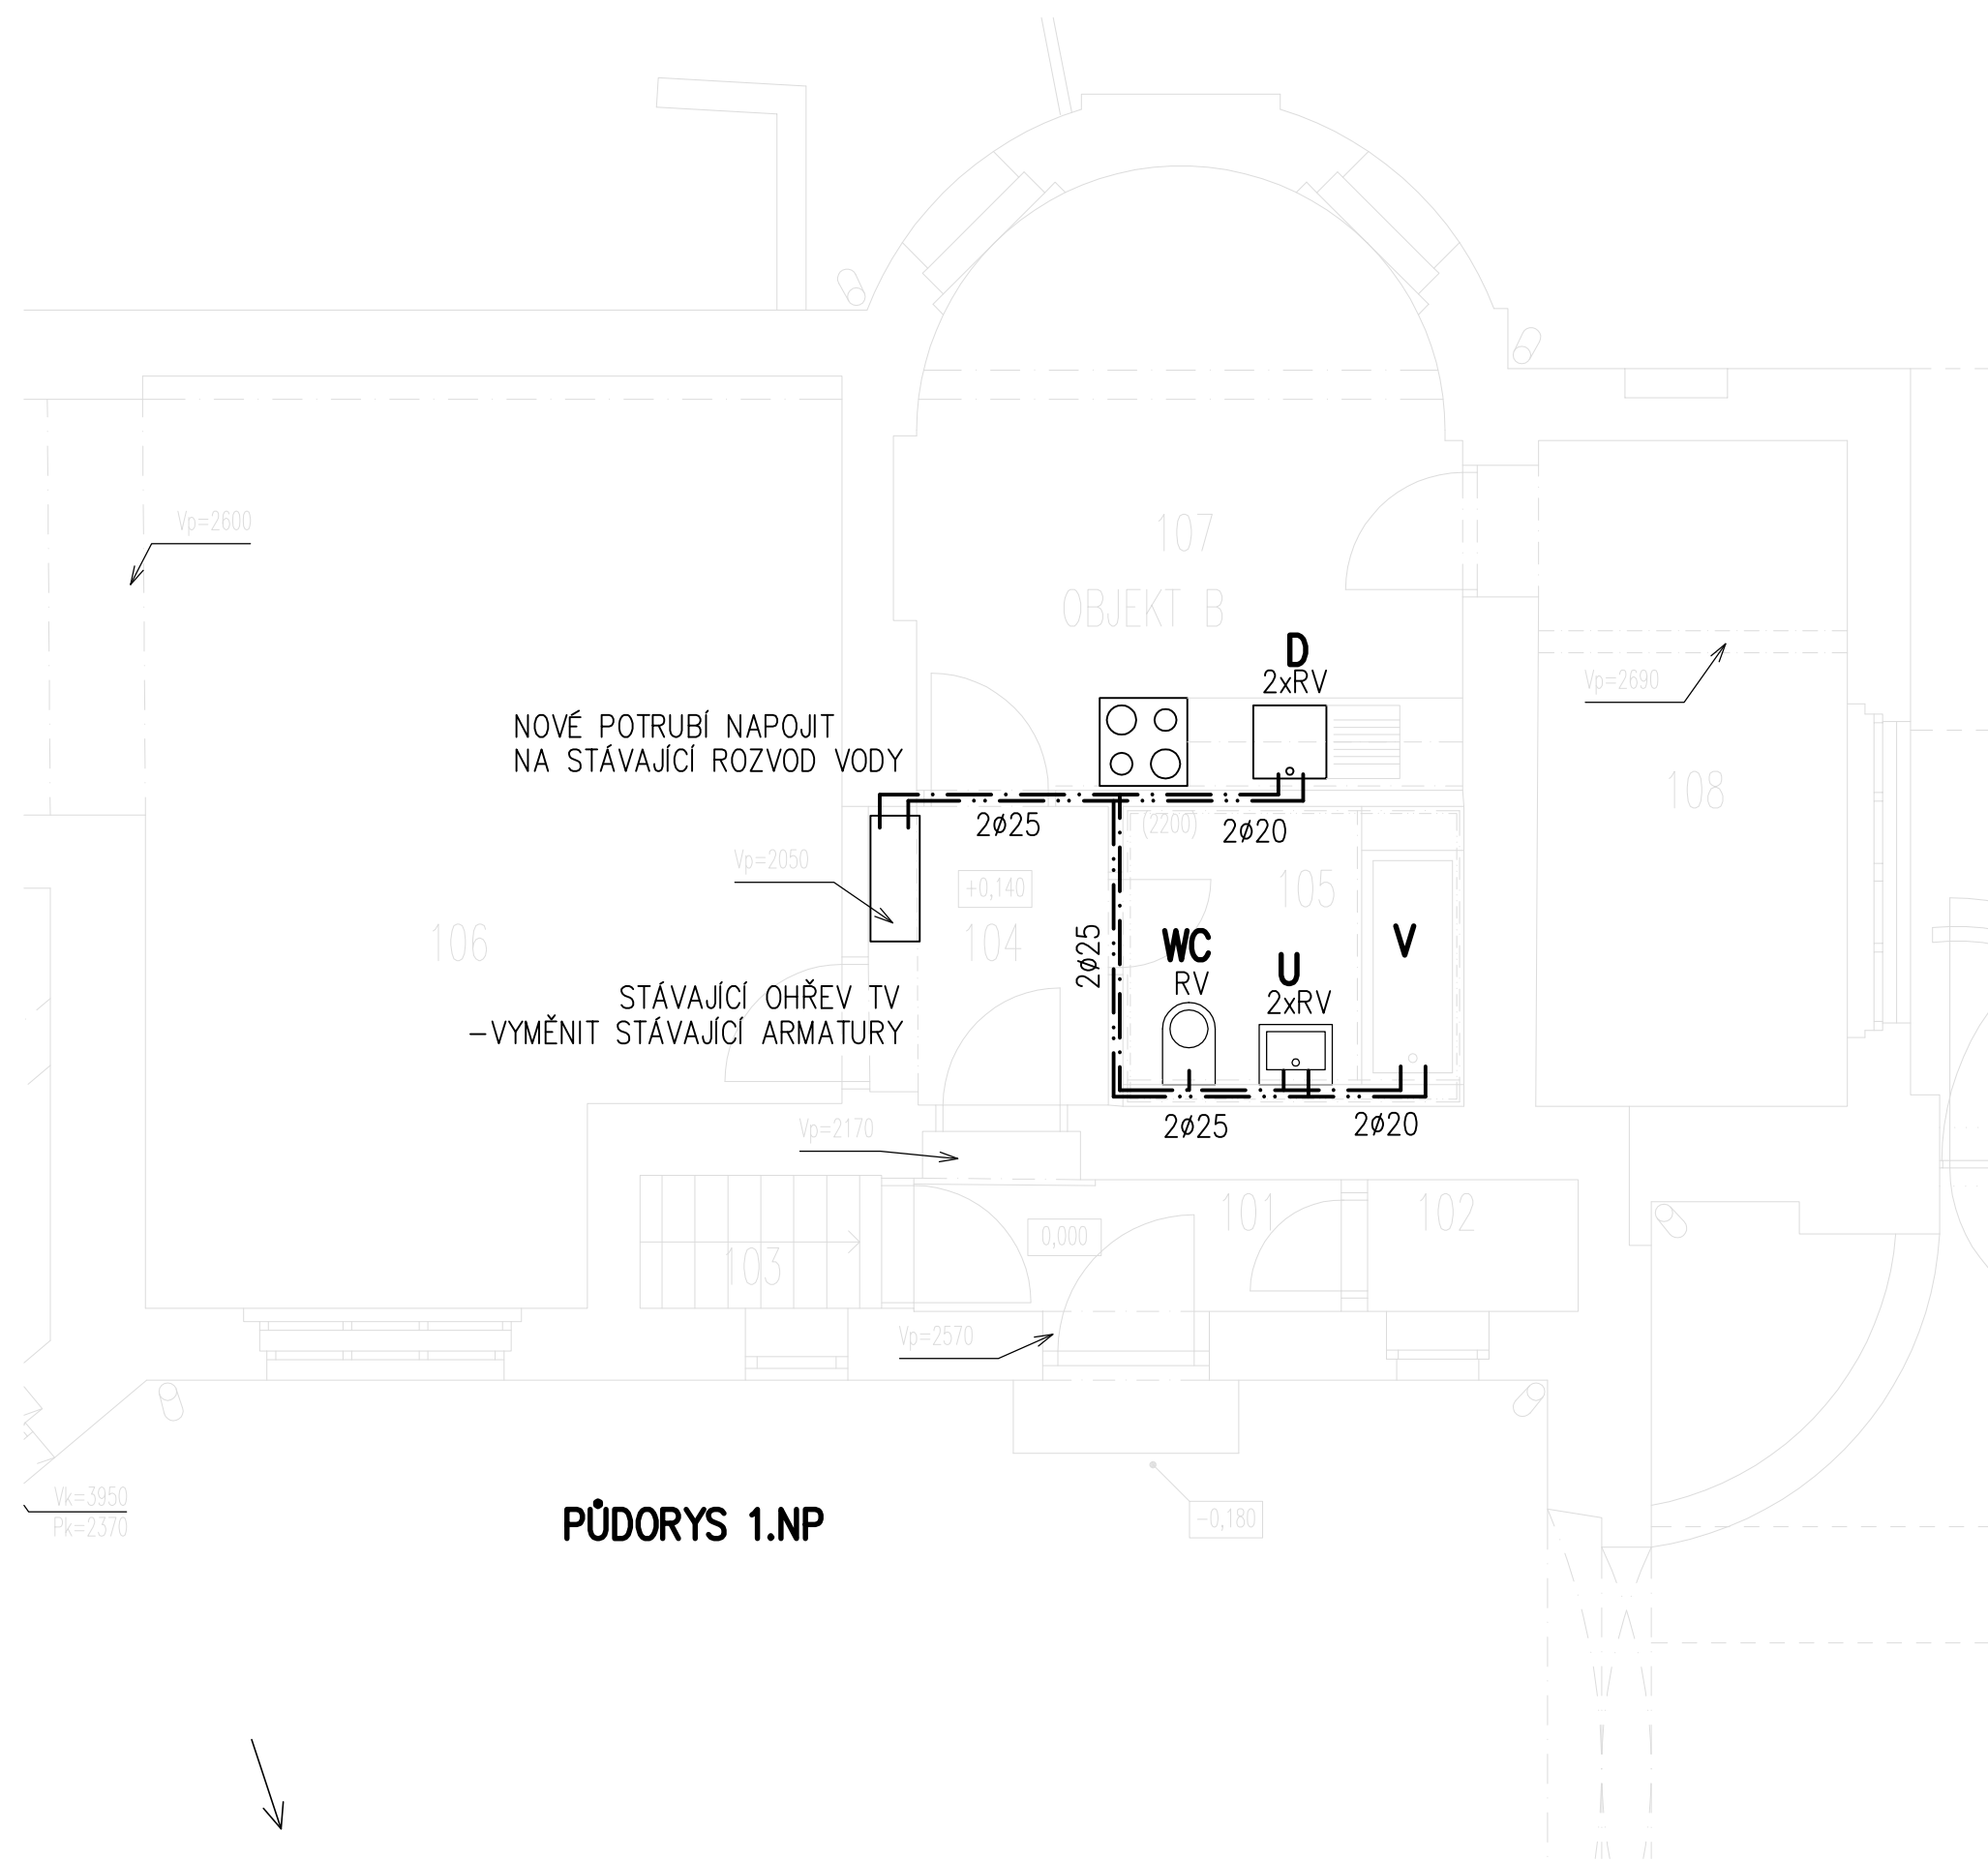 Vp=2600
107
OBJEKT B
D
2xRV
Vp=2690
NOVÉ POTRUBÍ NAPOJIT
NA STÁVAJÍCÍ ROZVOD VODY
108
2ø25
(2200)
2ø20
Vp=2050
+0,140
105
106
104
2ø25
WC
RV
U
2xRV
V
STÁVAJÍCÍ OHŘEV TV
-VYMĚNIT STÁVAJÍCÍ ARMATURY
Vp=2170
2ø25
2ø20
101
102
0,000
103
Vp=2570
Vk=3950
Pk=2370
PŮDORYS 1.NP
-0,180